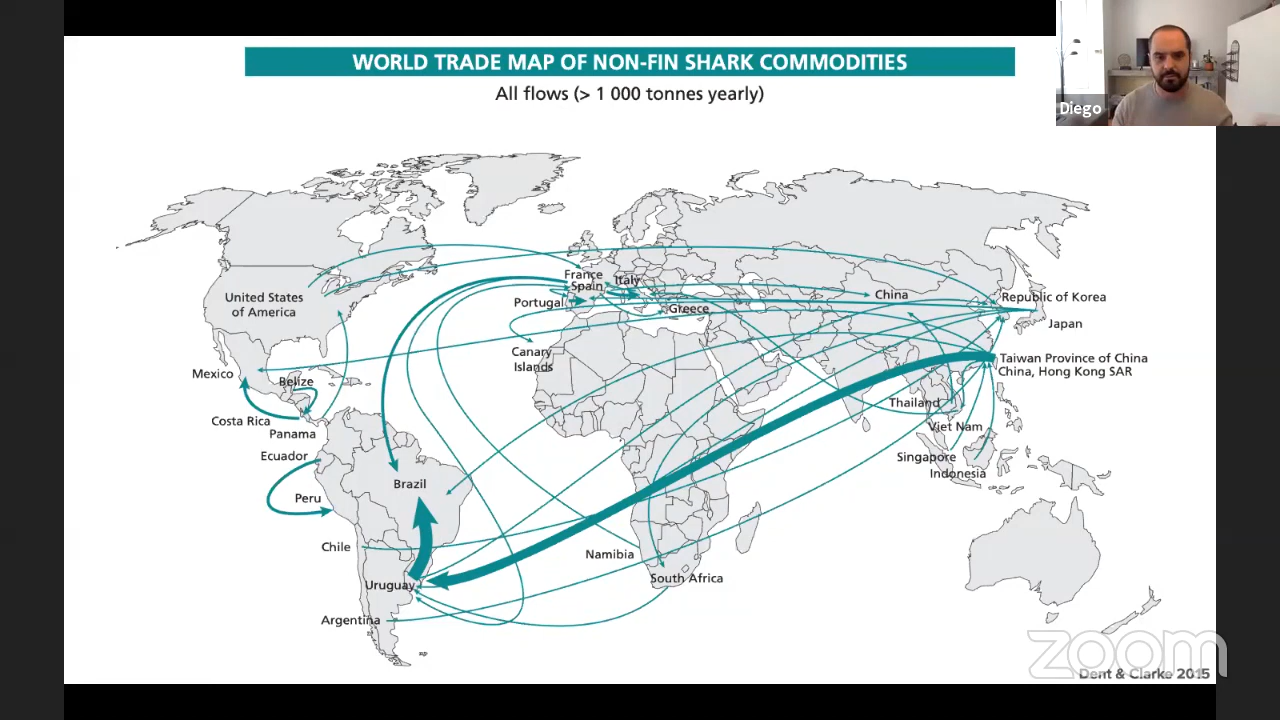 WORLD TRADE MAP OF NON-FIN SHARK COMMODITIES
All flows (> 1 000 tonnes yearly)
Diego
France
Spain
Italy
Portugal
Greece
China
Republic of Korea
Japan
United States
of America
Canary
Islands
Taiwan Province of China
China, Hong Kong SAR
Mexico
Belize
Thailand
Costa Rica
Viet Nam
Panama
Ecuador
Singapore
Indonesia
Brazil
Peru
Chile
Namibia
Uruguay
South Africa
Argentina
zoom
Dent & Clarke 2015